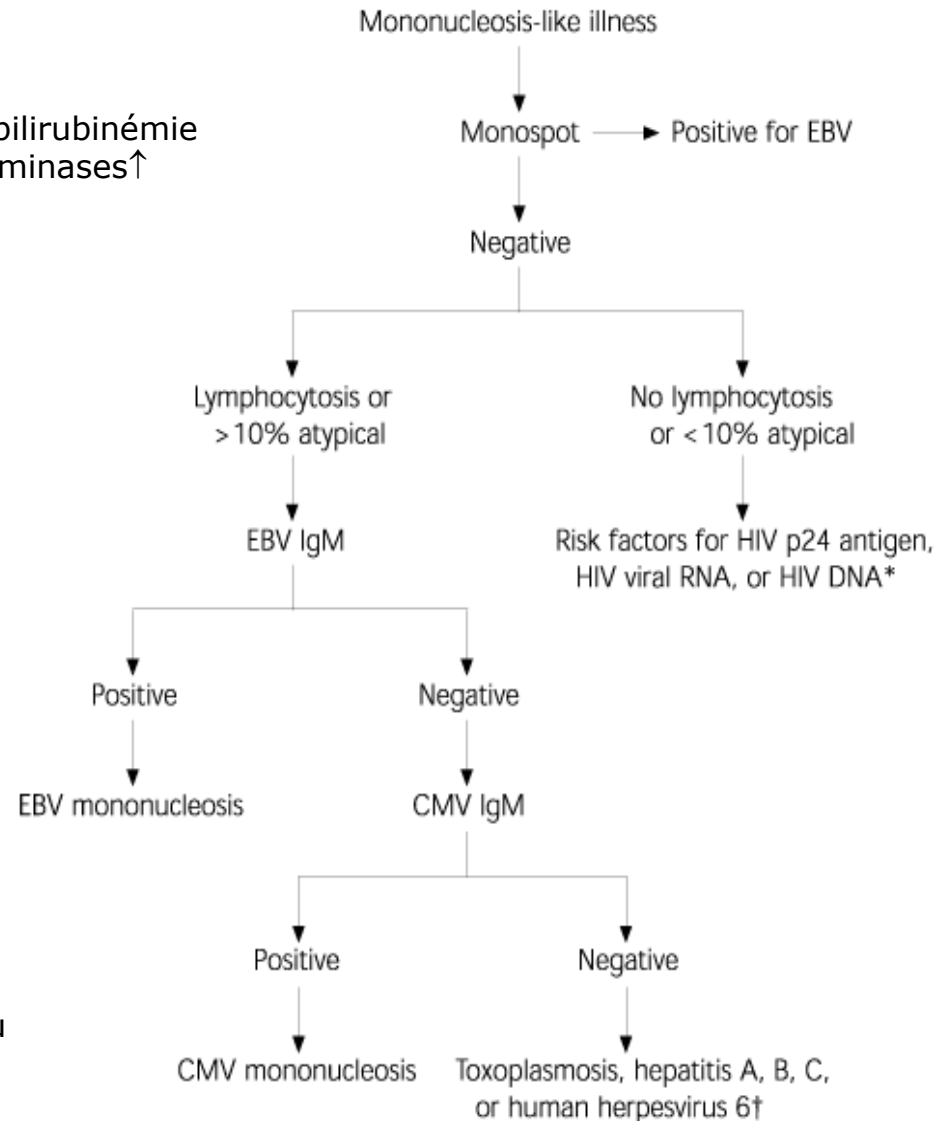 Mononucleosis-like illness
bilirubinémie
minases↑
Monospot
Positive for EBV
Negative
Lymphocytosis or
>10% atypical
No lymphocytosis
or <10% atypical
EBV IgM
Risk factors for HIV p24 antigen,
HIV viral RNA, or HIV DNA*
Positive
Negative
EBV mononucleosis
CMV IgM
Positive
Negative
CMV mononucleosis
Toxoplasmosis, hepatitis A, B, C,
or human herpesvirus 6†